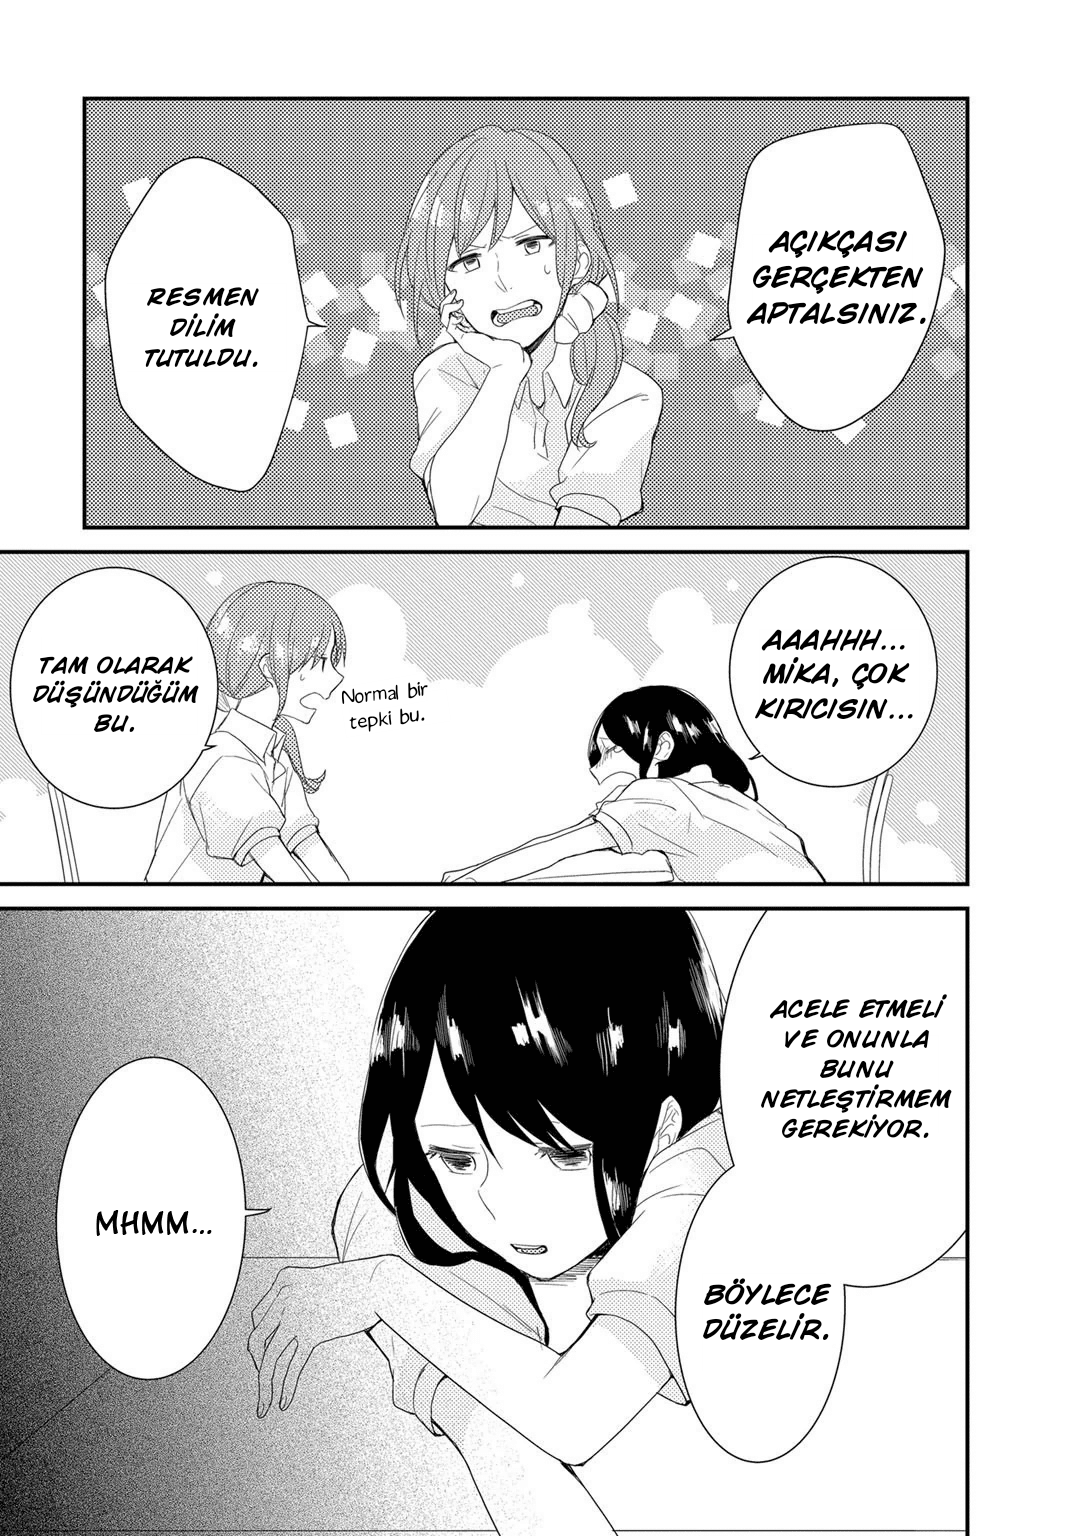 AÇIKÇASI
GERÇEKTEN
APTALSINIZ.
RESMEN
DİLİM
TUTULDU.
AAAHHH...
MİKA, ÇOK
KIRICISIN...
Normal bir
tepki bu.
TAM OLARAK
DÜŞÜNDÜĞÜM
BU.
ACELE ETMELİ
VE ONUNLA
BUNU
NETLEŞTİRMEM
GEREKİYOR.
BÖYLECE
DÜZELİR.
MHMM...